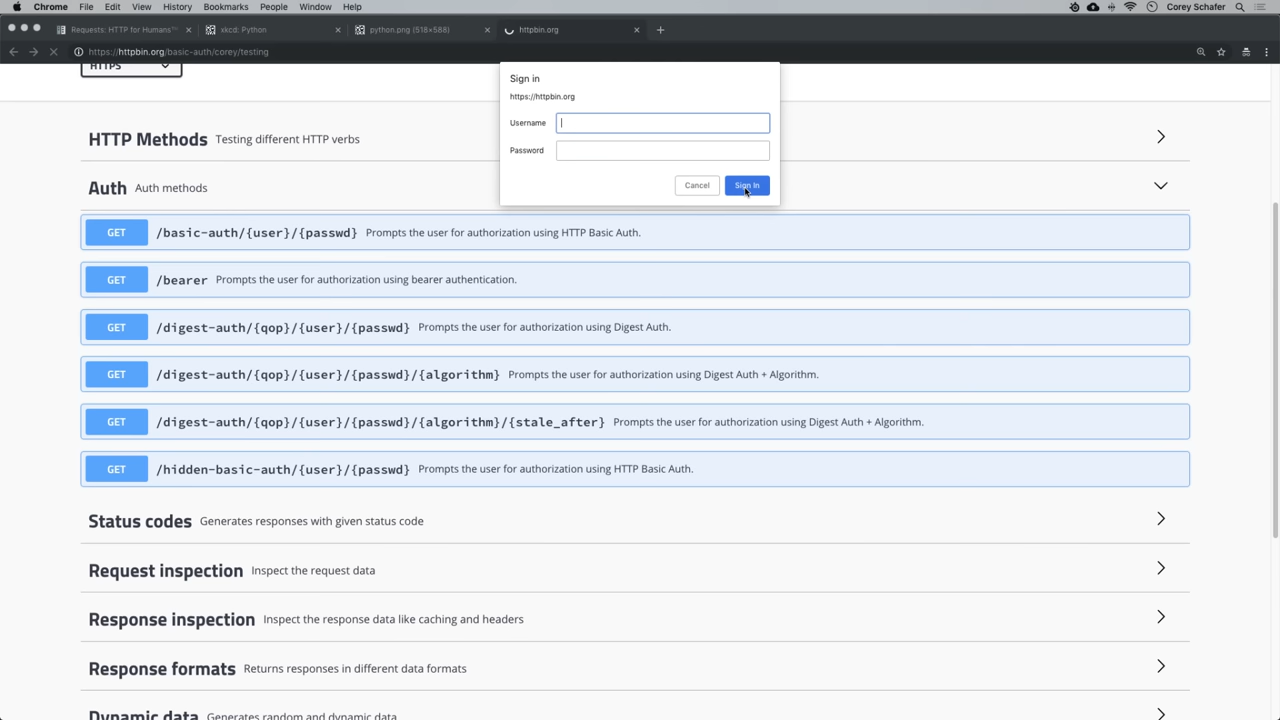 Chrome File Edit View History Bookmarks People Window Help Corey Schafer
Requests: HTTP for Humans™ xkcd: Python python.png (518×588) httpbin.org
https://httpbin.org/basic-auth/corey/testing
HTTPS
Sign in
https://httpbin.org
Username
Password
Cancel Sign In
HTTP Methods Testing different HTTP verbs
Auth Auth methods
GET /basic-auth/{user}/{passwd} Prompts the user for authorization using HTTP Basic Auth.
GET /bearer Prompts the user for authorization using bearer authentication.
GET /digest-auth/{qop}/{user}/{passwd} Prompts the user for authorization using Digest Auth.
GET /digest-auth/{qop}/{user}/{passwd}/{algorithm} Prompts the user for authorization using Digest Auth + Algorithm.
GET /digest-auth/{qop}/{user}/{passwd}/{algorithm}/{stale_after} Prompts the user for authorization using Digest Auth + Algorithm.
GET /hidden-basic-auth/{user}/{passwd} Prompts the user for authorization using HTTP Basic Auth.
Status codes Generates responses with given status code
Request inspection Inspect the request data
Response inspection Inspect the response data like caching and headers
Response formats Returns responses in different data formats
Dynamic data Generates random and dynamic data